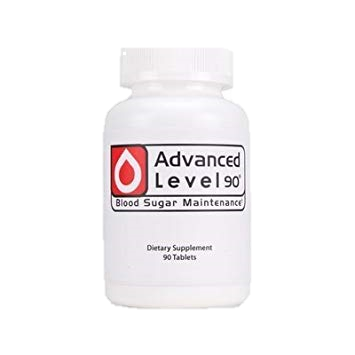 Advanced
Level 90®
Blood Sugar Maintenance®
Dietary Supplement
90 Tablets